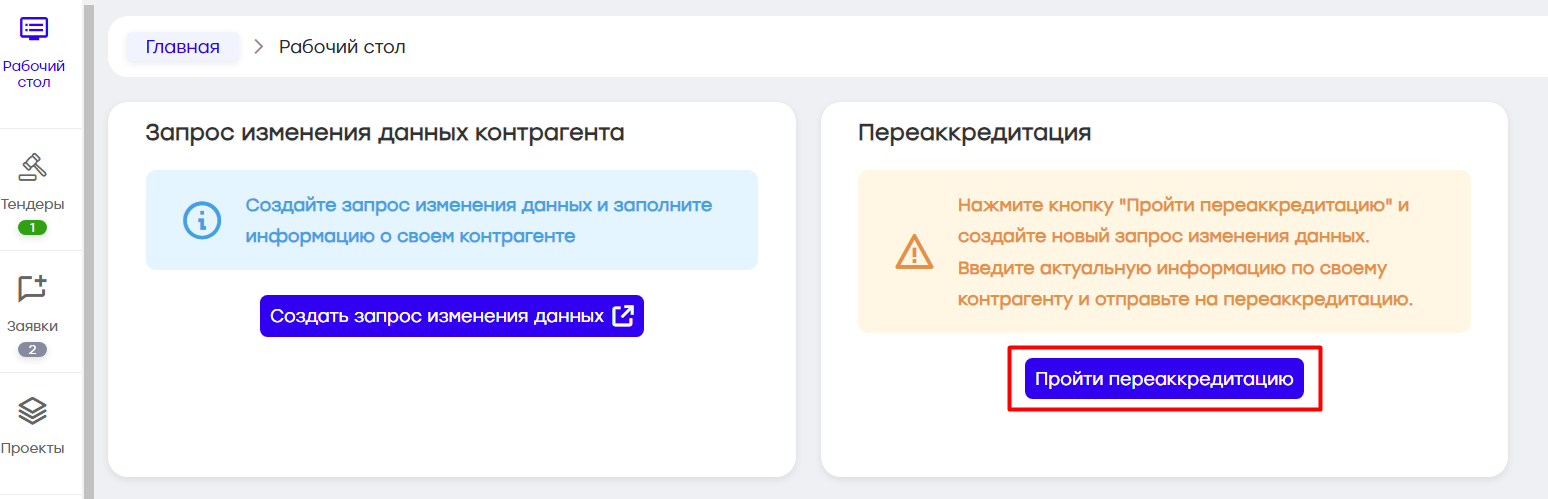 Рабочий
стол
Тендеры
1
Заявки
2
Проекты
Главная > Рабочий стол
Запрос изменения данных контрагента
Создайте запрос изменения данных и заполните
информацию о своем контрагенте
Создать запрос изменения данных
Переаккредитация
Нажмите кнопку "Пройти переаккредитацию" и
создайте новый запрос изменения данных.
Введите актуальную информацию по своему
контрагенту и отправьте на переаккредитацию.
Пройти переаккредитацию